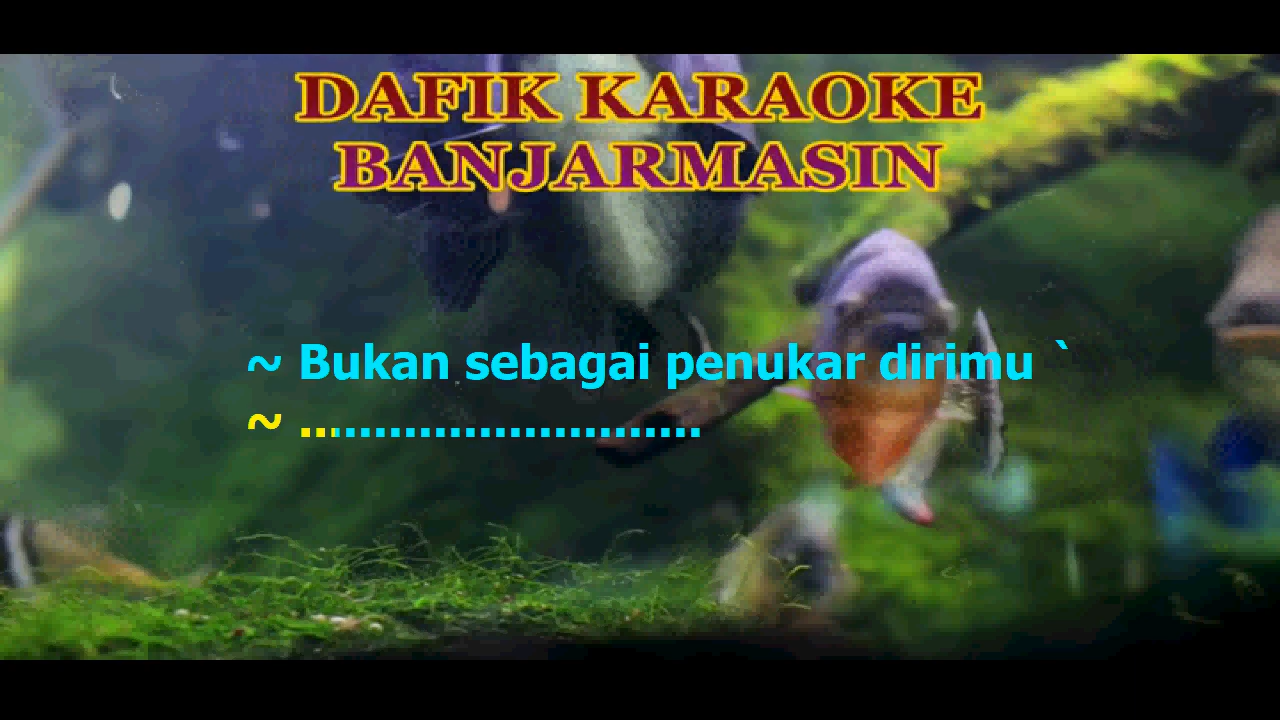 DAFIK KARAOKE
BANJARMASIN
~ Bukan sebagai penukar dirimu `
~ ...........................